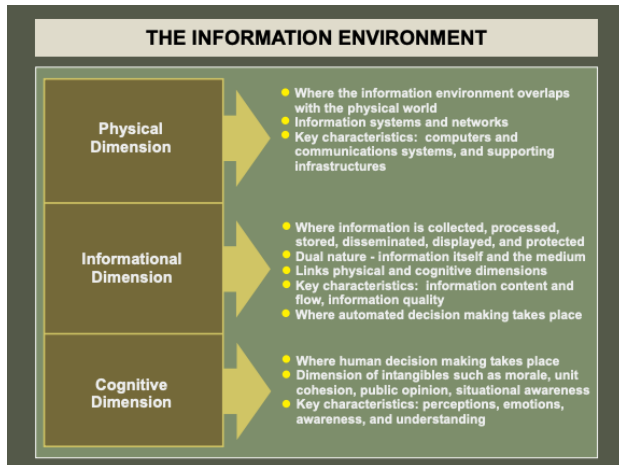 THE INFORMATION ENVIRONMENT
Physical
Dimension
Where the information environment overlaps
with the physical world
Information systems and networks
Key characteristics: computers and
communications systems, and supporting
infrastructures
Informational
Dimension
Where information is collected, processed,
stored, disseminated, displayed, and protected
Dual nature - information itself and the medium
Links physical and cognitive dimensions
Key characteristics: information content and
flow, information quality
Where automated decision making takes place
Cognitive
Dimension
Where human decision making takes place
Dimension of intangibles such as morale, unit
cohesion, public opinion, situational awareness
Key characteristics: perceptions, emotions,
awareness, and understanding